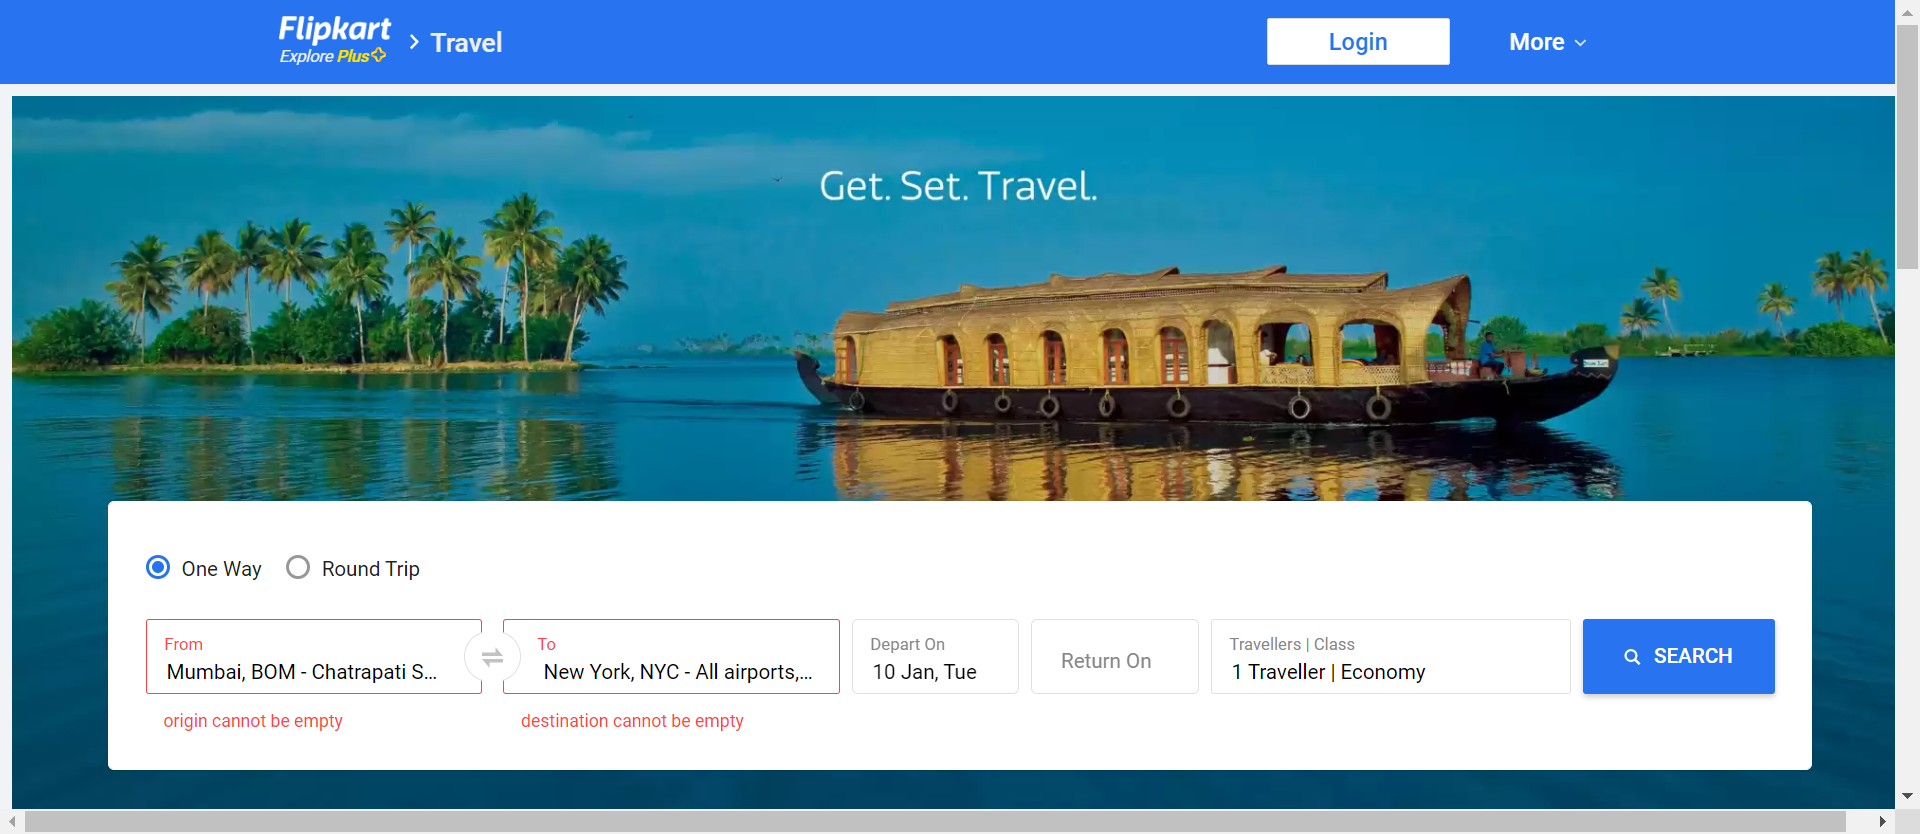 Flipkart
Explore Plus
Travel
Login
More
Get. Set. Travel.
One Way
Round Trip
From
Mumbai, BOM - Chatrapati S...
To
New York, NYC - All airports,...
Depart On
10 Jan, Tue
Return On
Travellers | Class
1 Traveller | Economy
SEARCH
origin cannot be empty
destination cannot be empty